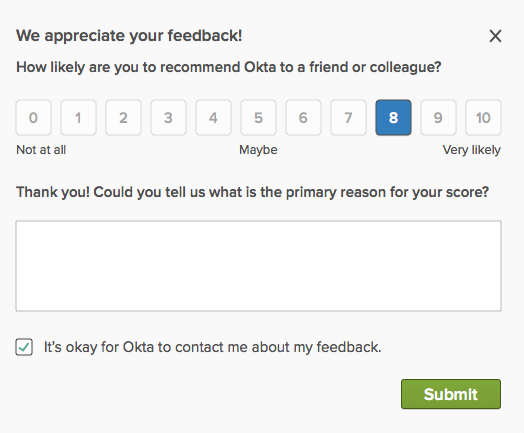 We appreciate your feedback!
How likely are you to recommend Okta to a friend or colleague?
0 1 2 3 4 5 6 7 8 9 10
Not at all Maybe Very likely
Thank you! Could you tell us what is the primary reason for your score?
It's okay for Okta to contact me about my feedback.
Submit